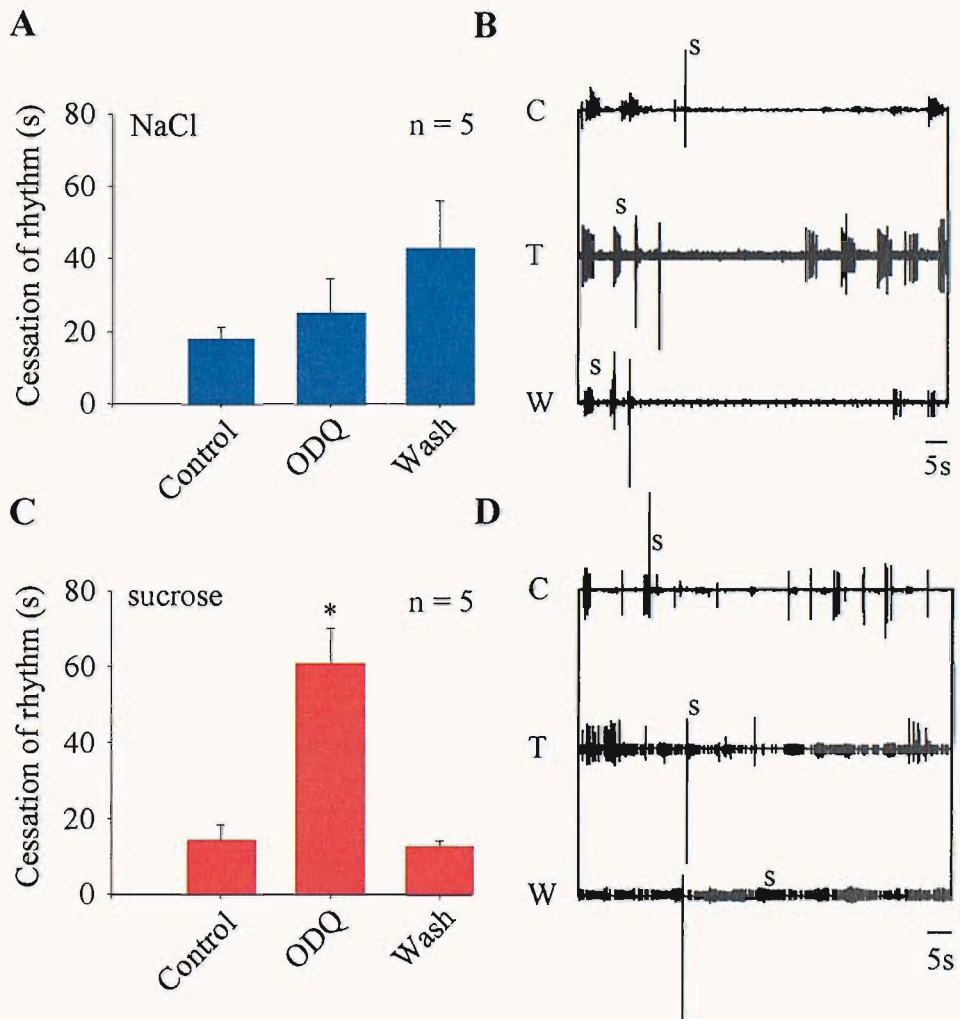 A
NaCl
n = 5
Cessation of rhythm (s)
80
60
40
20
0
Control
ODQ
Wash
B
s
C
s
T
s
W
5s
C
sucrose
n = 5
*
Cessation of rhythm (s)
80
60
40
20
0
Control
ODQ
Wash
D
s
C
s
T
s
W
5s